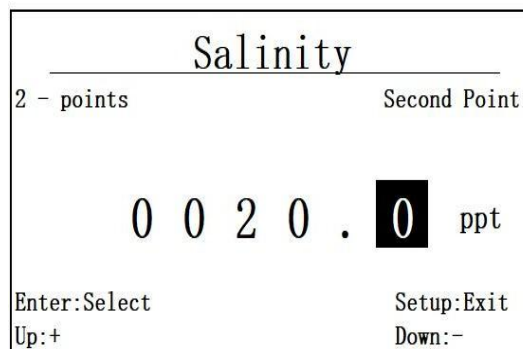 Salinity
2 - points Second Point
0 0 2 0 . 0 ppt
Enter:Select Setup:Exit
Up:+ Down:-